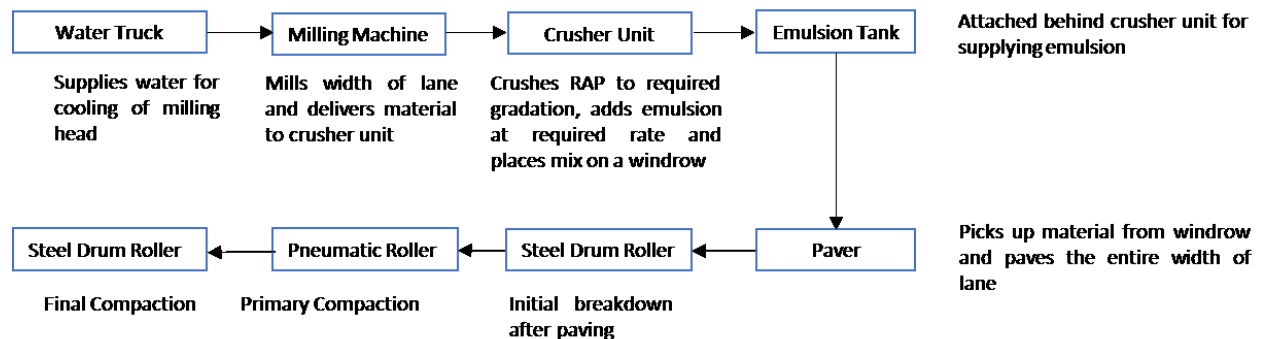 Water Truck
Milling Machine
Crusher Unit
Emulsion Tank
Attached behind crusher unit for
supplying emulsion
Supplies water for
cooling of milling
head
Mills width of lane
and delivers material
to crusher unit
Crushes RAP to required
gradation, adds emulsion
at required rate and
places mix on a windrow
Steel Drum Roller
Pneumatic Roller
Steel Drum Roller
Paver
Picks up material from windrow
and paves the entire width of
lane
Final Compaction
Primary Compaction
Initial breakdown
after paving